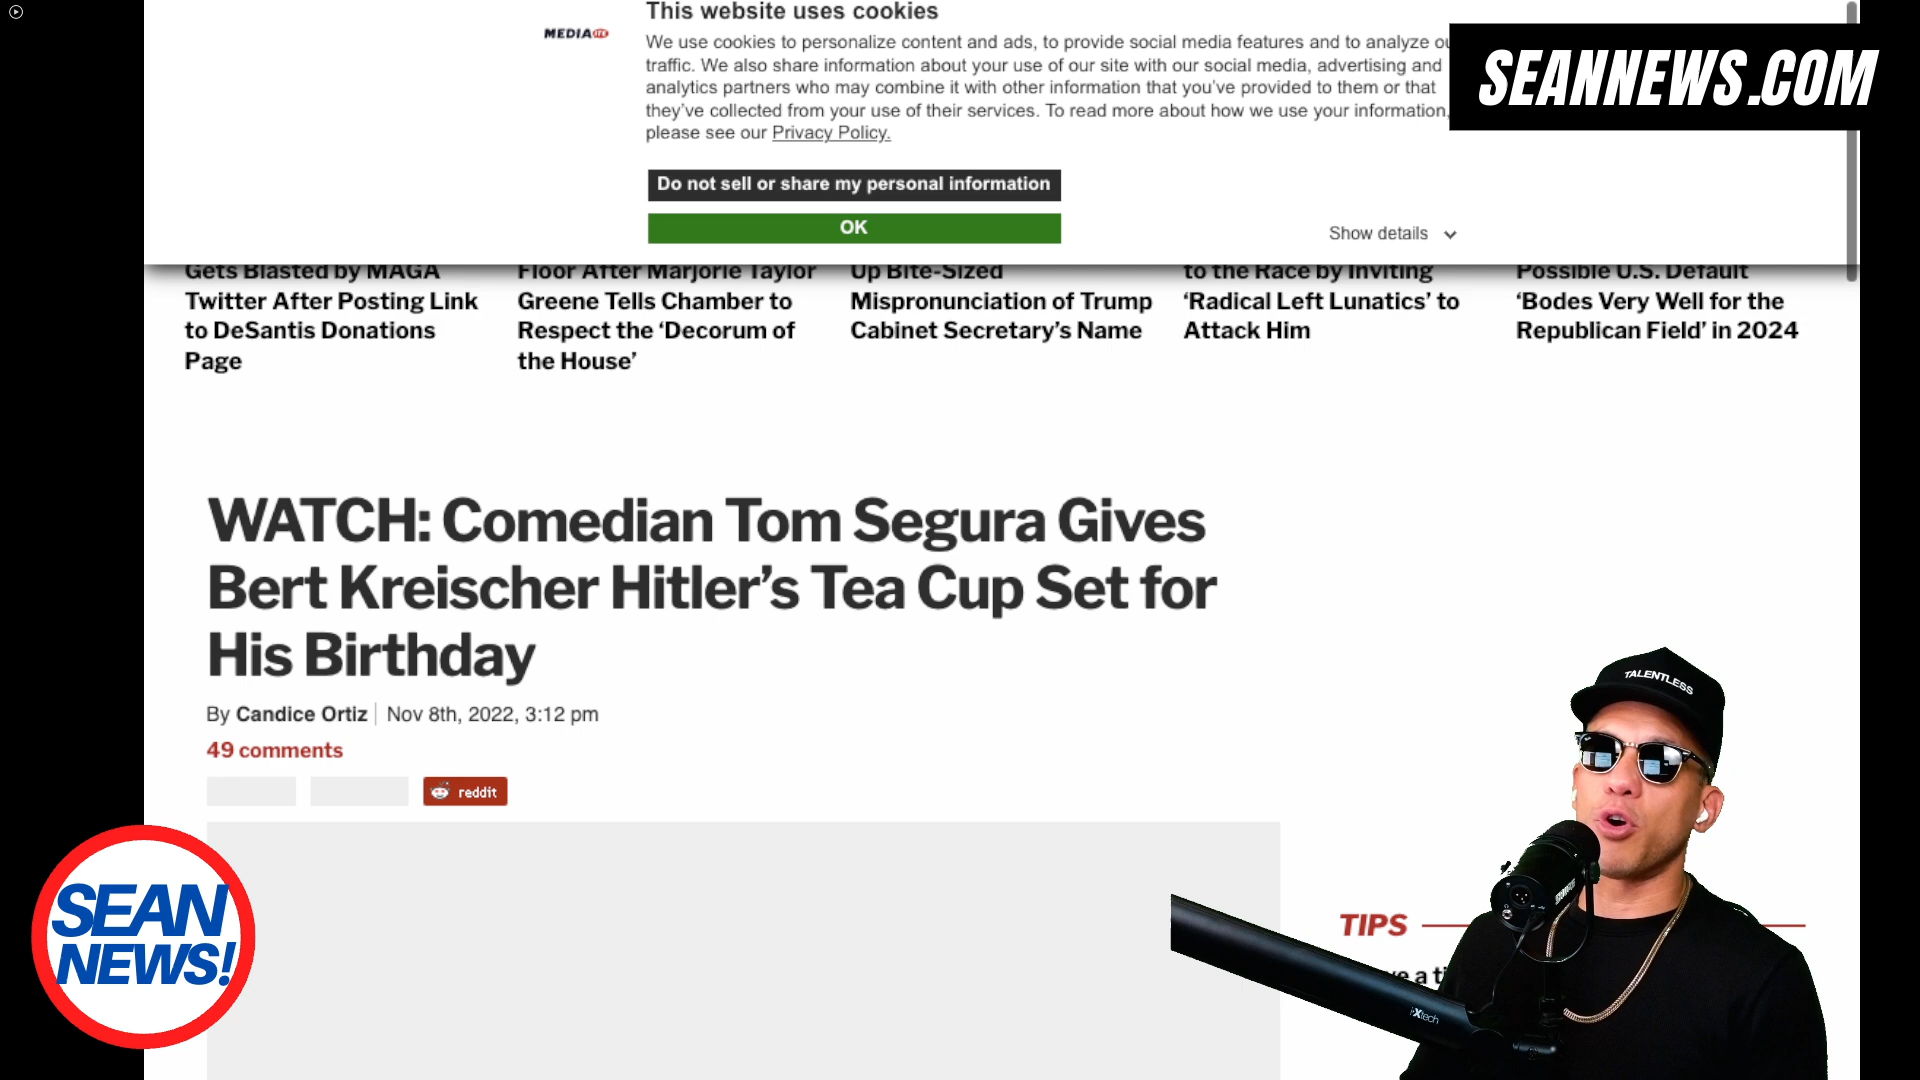 This website uses cookies
MEDIAITE
We use cookies to personalize content and ads, to provide social media features and to analyze
traffic. We also share information about your use of our site with our social media, advertising and
analytics partners who may combine it with other information that you've provided to them or that
they've collected from your use of their services. To read more about how we use your information,
please see our Privacy Policy.
SEANNEWS.COM
Do not sell or share my personal information
OK
Show details
Gets Blasted by MAGA
Twitter After Posting Link
to DeSantis Donations
Page
Floor After Marjorie Taylor
Greene Tells Chamber to
Respect the ‘Decorum of
the House’
Up Bite-Sized
Mispronunciation of Trump
Cabinet Secretary’s Name
to the Race by Inviting
‘Radical Left Lunatics’ to
Attack Him
Possible U.S. Default
‘Bodes Very Well for the
Republican Field’ in 2024
WATCH: Comedian Tom Segura Gives
Bert Kreischer Hitler’s Tea Cup Set for
His Birthday
By Candice Ortiz | Nov 8th, 2022, 3:12 pm
49 comments
reddit
TALENTLESS
TIPS
a
SEAN
NEWS!